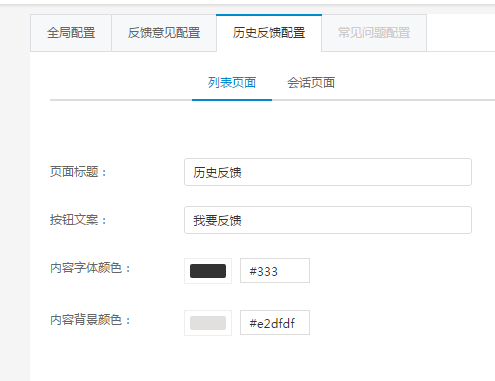 全局配置 反馈意见配置 历史反馈配置 常见问题配置
列表页面 会话页面
页面标题： 历史反馈
按钮文案： 我要反馈
内容字体颜色： #333
内容背景颜色： #e2dfdf